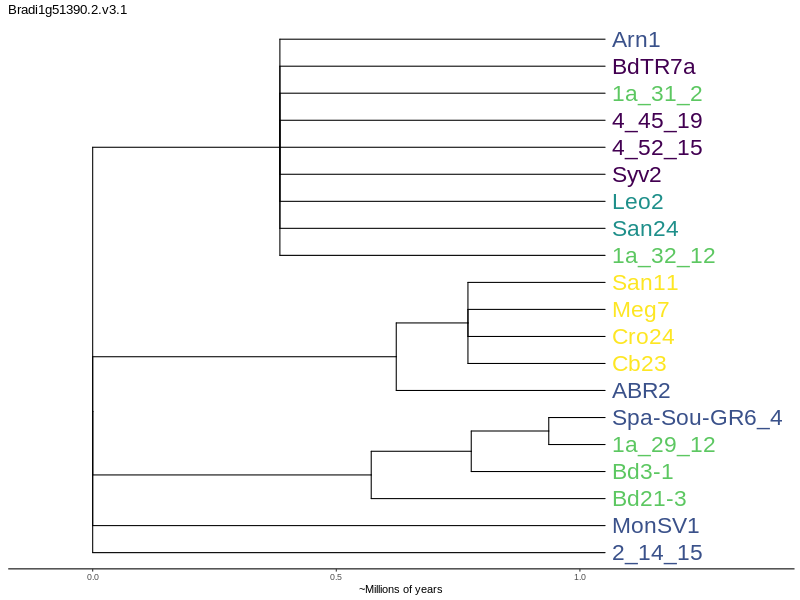 Bradi1g51390.2.v3.1
Arn1
BdTR7a
1a_31_2
4_45_19
4_52_15
Syv2
Leo2
San24
1a_32_12
San11
Meg7
Cro24
Cb23
ABR2
Spa-Sou-GR6_4
1a_29_12
Bd3-1
Bd21-3
MonSV1
2_14_15
0.0 0.5 1.0
~Millions of years